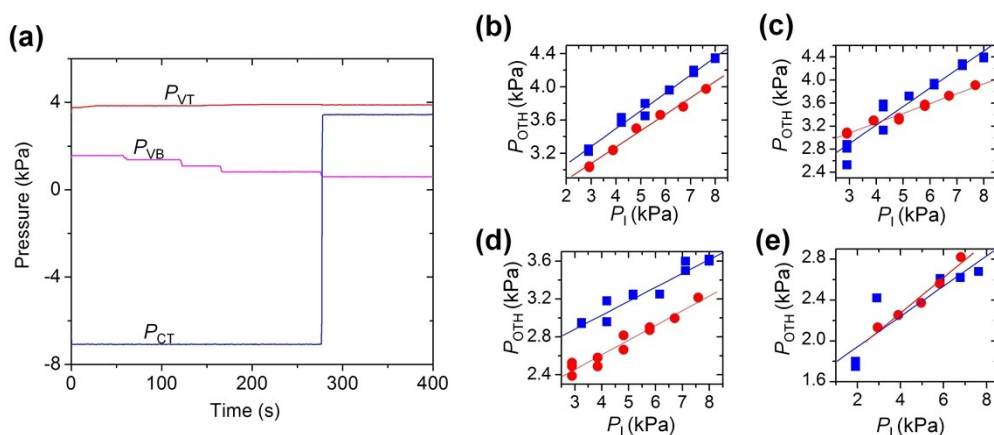 (a)
Pressure (kPa)
4
0
-4
-8
P_VT
P_VB
P_CT
0 100 200 300 400
Time (s)
(b)
P_OTH (kPa)
4.4
4.0
3.6
3.2
2 3 4 5 6 7 8
P_I (kPa)
(c)
P_OTH (kPa)
4.4
4.0
3.6
3.2
2.8
2.4
3 4 5 6 7 8
P_I (kPa)
(d)
P_OTH (kPa)
3.6
3.2
2.8
2.4
3 4 5 6 7 8
P_I (kPa)
(e)
P_OTH (kPa)
2.8
2.4
2.0
1.6
2 4 6 8
P_I (kPa)